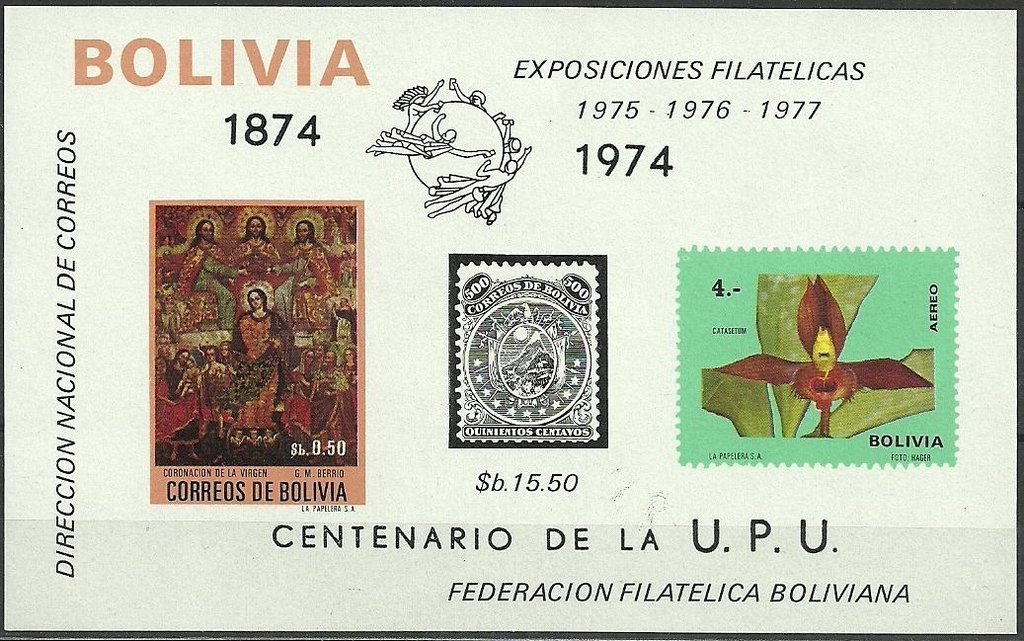 BOLIVIA
EXPOSICIONES FILATELICAS
1975 - 1976 - 1977
1874
1974
DIRECCION NACIONAL DE CORREOS
$b.0.50
CORONACION DE LA VIRGEN G. M. BERRIO
CORREOS DE BOLIVIA
LA PAPELERA S.A.
500 500
CORREOS DE BOLIVIA
QUINIENTOS CENTAVOS
$b.15.50
4.-
AEREO
CATASETUM
BOLIVIA
LA PAPELERA S.A. FOTO: HAGER
CENTENARIO DE LA U.P.U.
FEDERACION FILATELICA BOLIVIANA